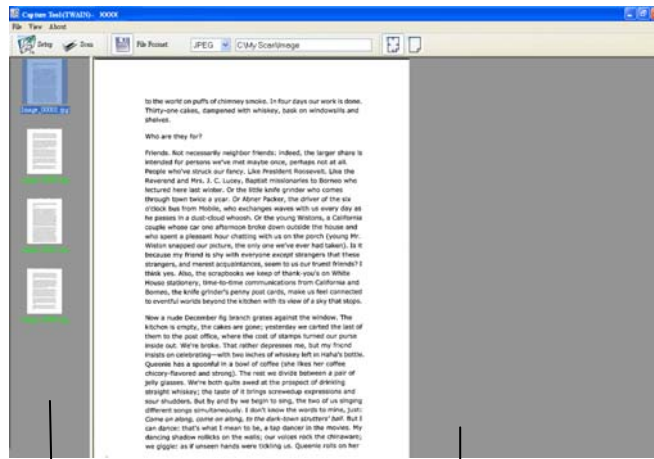 Capture Tool(TWAIN) - XXXX
File View About
Setup Scan File Format JPEG C:\My Scan\Image
to the world on puffs of chimney smoke. In four days our work is done.
Thirty-one cakes, dampened with whiskey, bask on windowsills and
shelves.
Who are they for?
Friends. Not necessarily neighbor friends: indeed, the larger share is
intended for persons we've met maybe once, perhaps not at all.
People who've struck our fancy. Like President Roosevelt. Like the
Reverend and Mrs. J. C. Lucey, Baptist missionaries to Borneo who
lectured here last winter. Or the little knife grinder who comes
through town twice a year. Or Abner Packer, the driver of the six
o'clock bus from Mobile, who exchanges waves with us every day as
he passes in a dust-cloud whoosh. Or the young Wistons, a California
couple whose car one afternoon broke down outside the house and
who spent a pleasant hour chatting with us on the porch (young Mr.
Wiston snapped our picture, the only one we've ever had taken). Is it
because my friend is shy with everyone except strangers that these
strangers, and merest acquaintances, seem to us our truest friends? I
think yes. Also, the scrapbooks we keep of thank-you's on White
House stationery, time-to-time communications from California and
Borneo, the knife grinder's penny post cards, make us feel connected
to eventful worlds beyond the kitchen with its view of a sky that stops.
Now a nude December fig branch grates against the window. The
kitchen is empty, the cakes are gone; yesterday we carted the last of
them to the post office, where the cost of stamps turned our purse
inside out. We're broke. That rather depresses me, but my friend
insists on celebrating—with two inches of whiskey left in Haha's bottle.
Queenie has a spoonful in a bowl of coffee (she likes her coffee
chicory-flavored and strong). The rest we divide between a pair of
jelly glasses. We're both quite awed at the prospect of drinking
straight whiskey; the taste of it brings screwedup expressions and
sour shudders. But by and by we begin to sing, the two of us singing
different songs simultaneously. I don't know the words to mine, just:
Come on along, come on along, to the dark-town strutters' ball. But I
can dance: that's what I mean to be, a tap dancer in the movies. My
dancing shadow rollicks on the walls; our voices rock the chinaware;
we giggle: as if unseen hands were tickling us. Queenie rolls on her